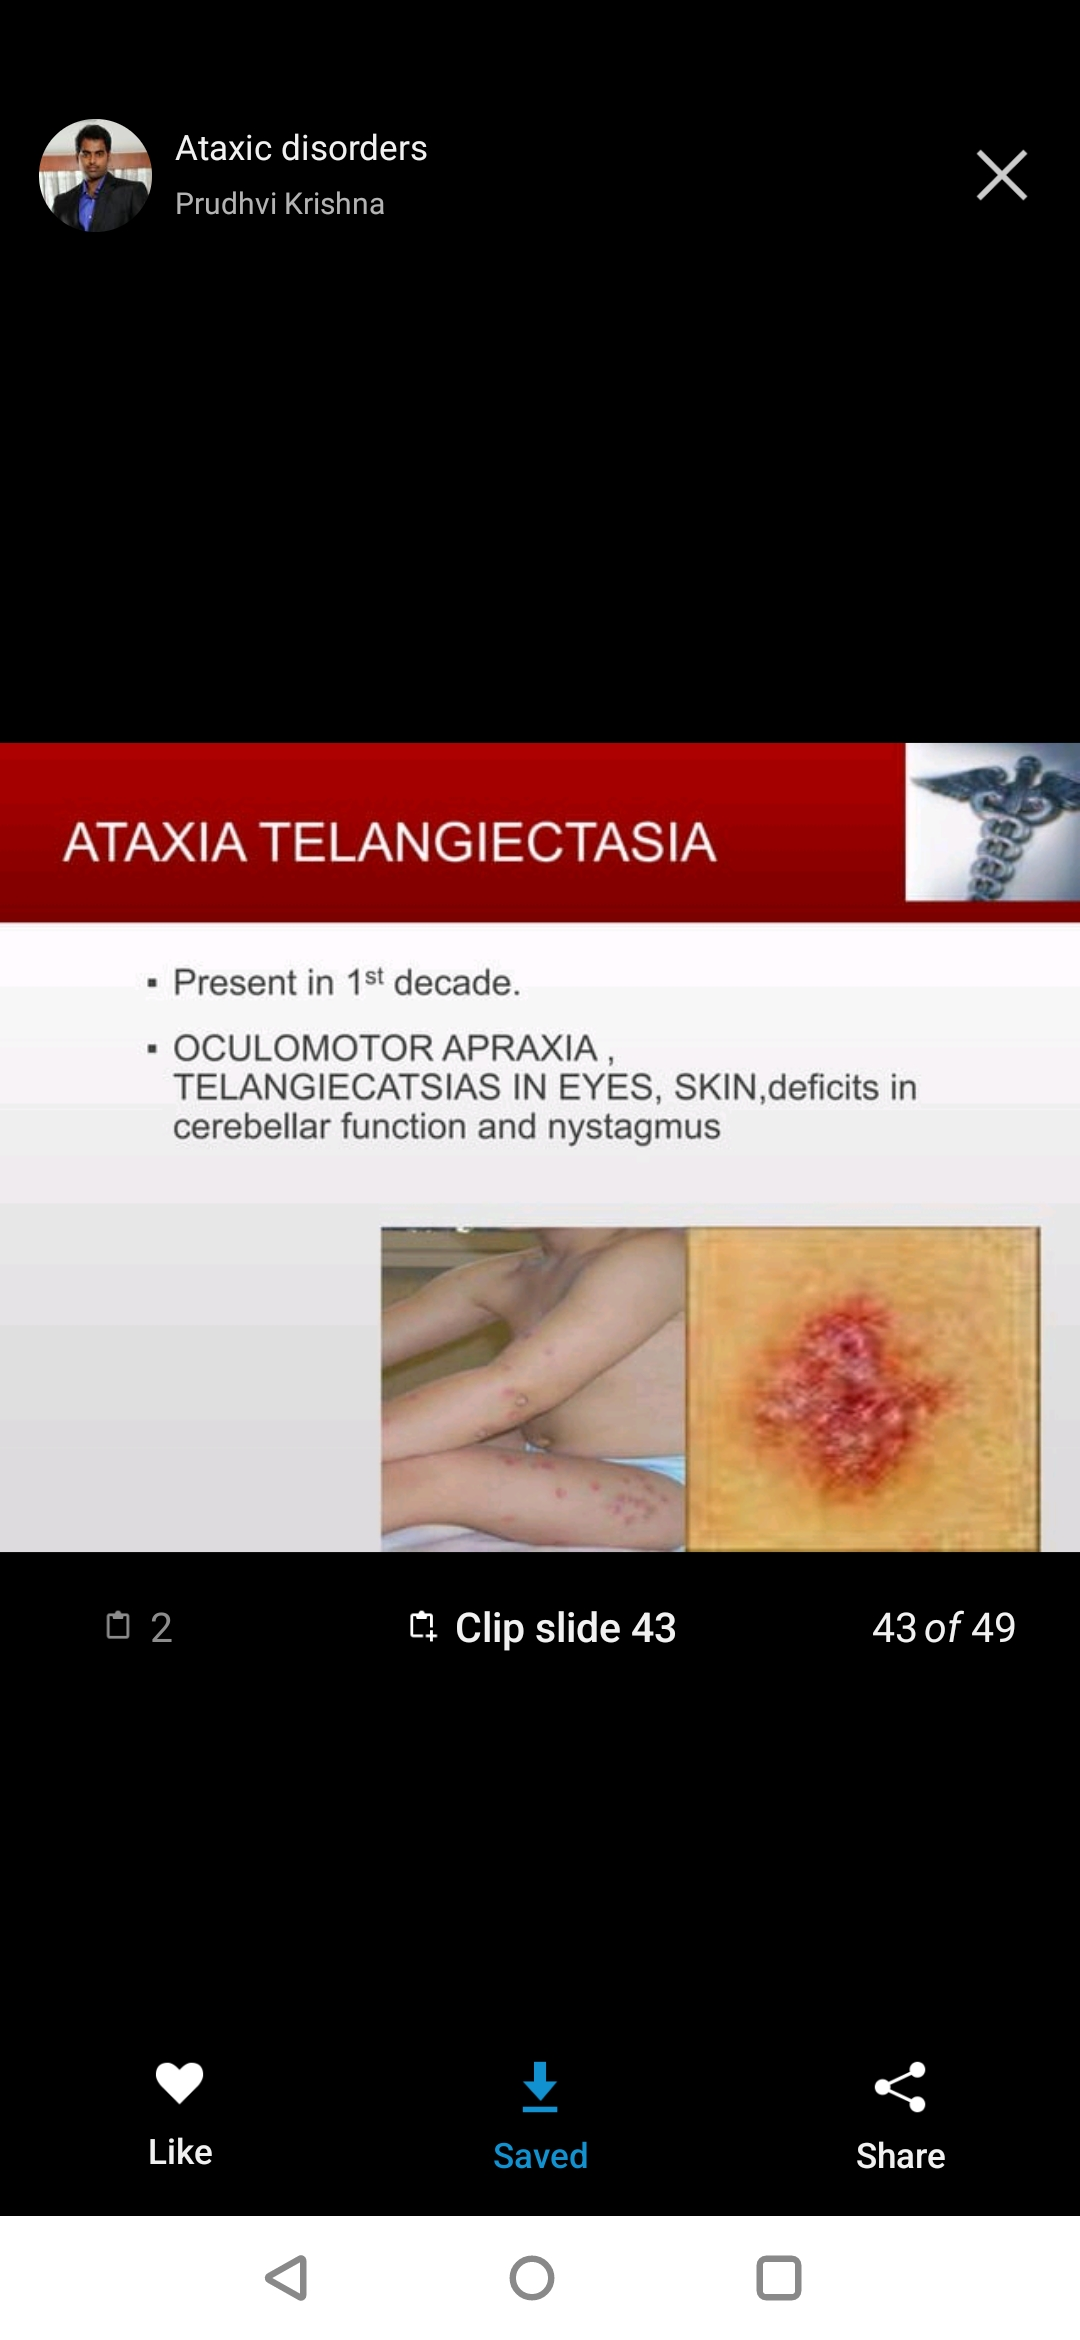 Ataxic disorders
Prudhvi Krishna
ATAXIA TELANGIECTASIA
▪ Present in 1st decade.
▪ OCULOMOTOR APRAXIA ,
TELANGIECATSIAS IN EYES, SKIN,deficits in
cerebellar function and nystagmus
2
Clip slide 43
43 of 49
Like
Saved
Share